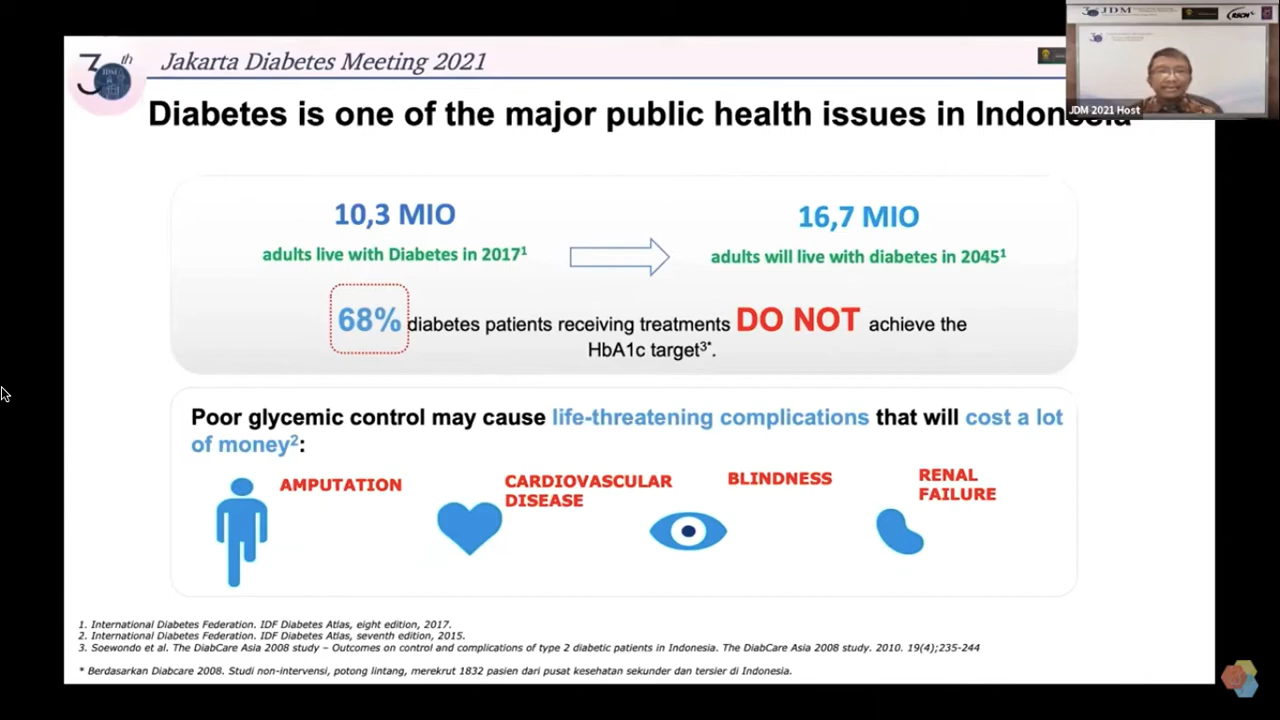 30th
JDM
Jakarta Diabetes Meeting 2021
JDM
RSCM
JDM 2021 Host
Diabetes is one of the major public health issues in Indonesia
10,3 MIO
adults live with Diabetes in 2017¹
16,7 MIO
adults will live with diabetes in 2045¹
68% diabetes patients receiving treatments DO NOT achieve the
HbA1c target³*.
Poor glycemic control may cause life-threatening complications that will cost a lot
of money²:
AMPUTATION
CARDIOVASCULAR
DISEASE
BLINDNESS
RENAL
FAILURE
1. International Diabetes Federation. IDF Diabetes Atlas, eight edition, 2017.
2. International Diabetes Federation. IDF Diabetes Atlas, seventh edition, 2015.
3. Soewondo et al. The DiabCare Asia 2008 study – Outcomes on control and complications of type 2 diabetic patients in Indonesia. The DiabCare Asia 2008 study. 2010. 19(4);235-244
* Berdasarkan Diabcare 2008. Studi non-intervensi, potong lintang, merekrut 1832 pasien dari pusat kesehatan sekunder dan tersier di Indonesia.